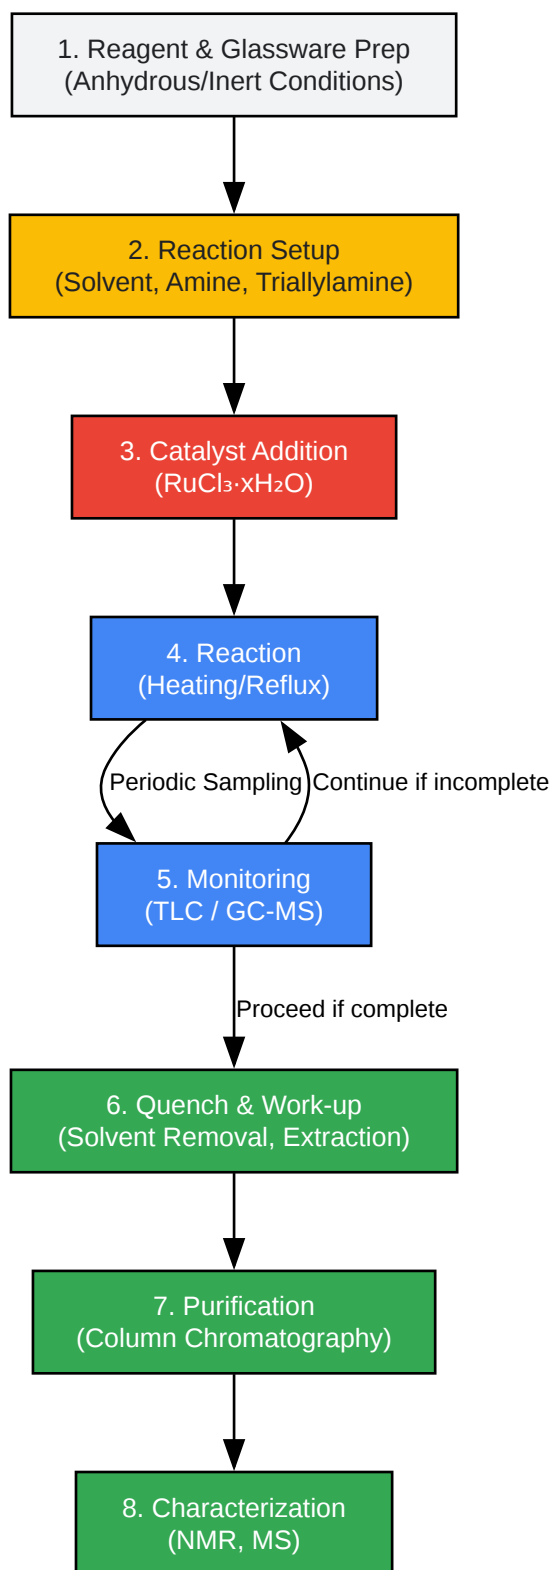 1. Reagent & Glassware Prep
(Anhydrous/Inert Conditions)
2. Reaction Setup
(Solvent, Amine, Triallylamine)
3. Catalyst Addition
(RuCl₃·xH₂O)
4. Reaction
(Heating/Reflux)
Periodic Sampling
Continue if incomplete
5. Monitoring
(TLC / GC-MS)
Proceed if complete
6. Quench & Work-up
(Solvent Removal, Extraction)
7. Purification
(Column Chromatography)
8. Characterization
(NMR, MS)